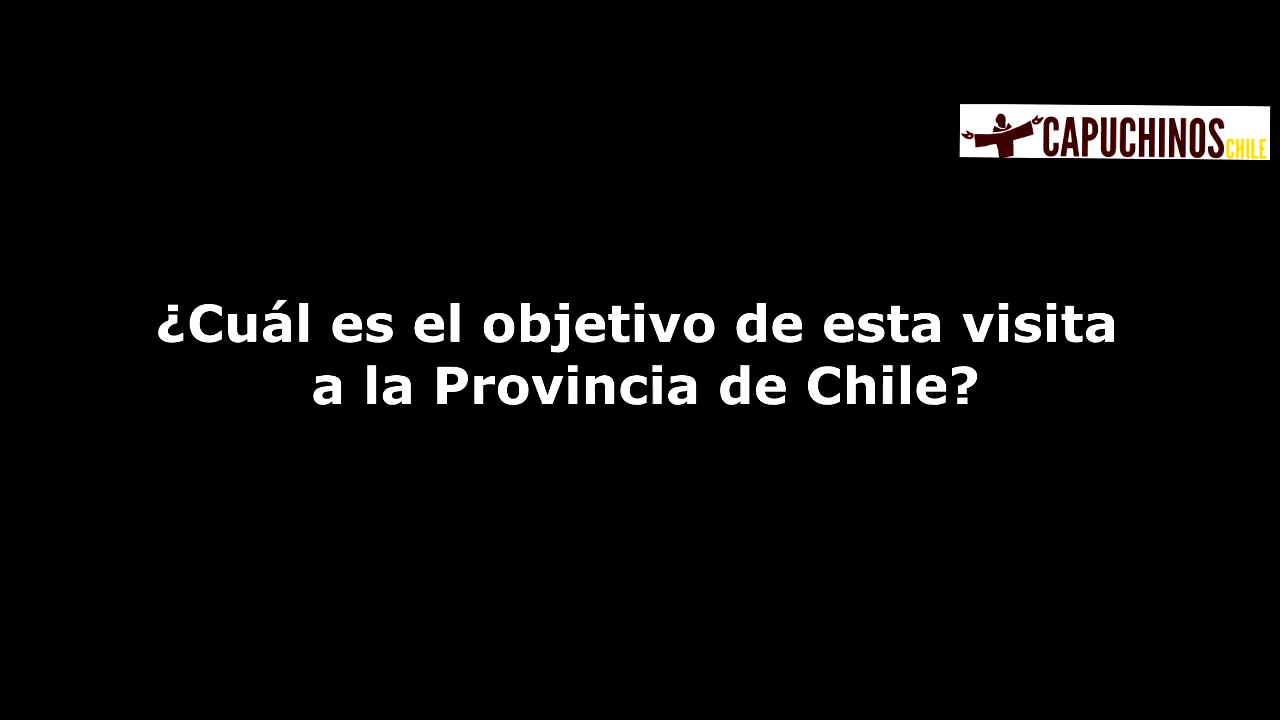 CAPUCHINOS CHILE
¿Cuál es el objetivo de esta visita
a la Provincia de Chile?